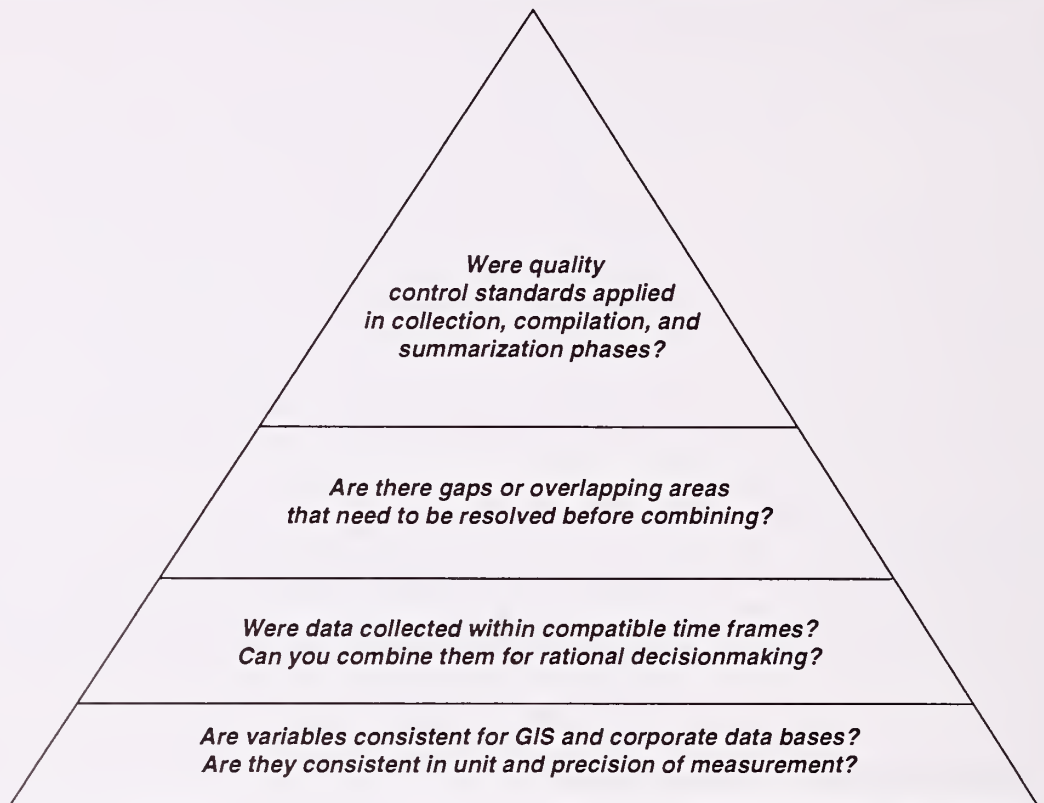 Were quality
control standards applied
in collection, compilation, and
summarization phases?
Are there gaps or overlapping areas
that need to be resolved before combining?
Were data collected within compatible time frames?
Can you combine them for rational decisionmaking?
Are variables consistent for GIS and corporate data bases?
Are they consistent in unit and precision of measurement?